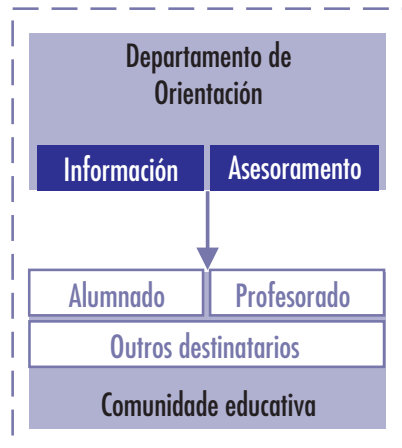 Departamento de
Orientación
Información Asesoramento
Alumnado Profesorado
Outros destinatarios
Comunidade educativa